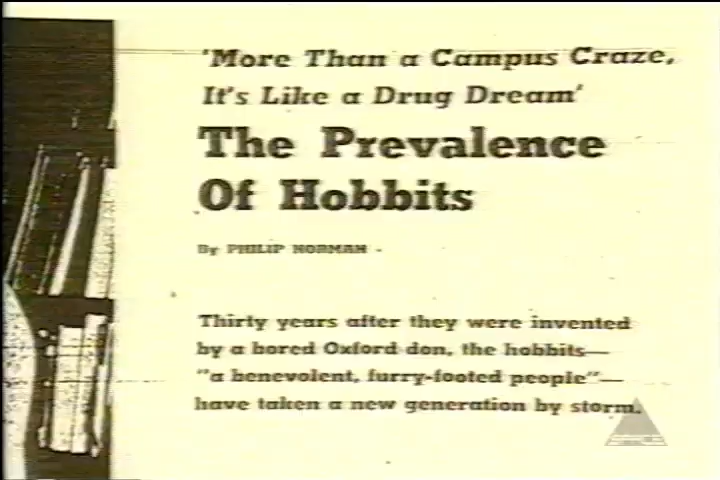 'More Than a Campus Craze,
It's Like a Drug Dream'
The Prevalence
Of Hobbits
By PHILIP NORMAN
Thirty years after they were invented
by a bored Oxford don, the hobbits—
"a benevolent, furry-footed people"—
have taken a new generation by storm.